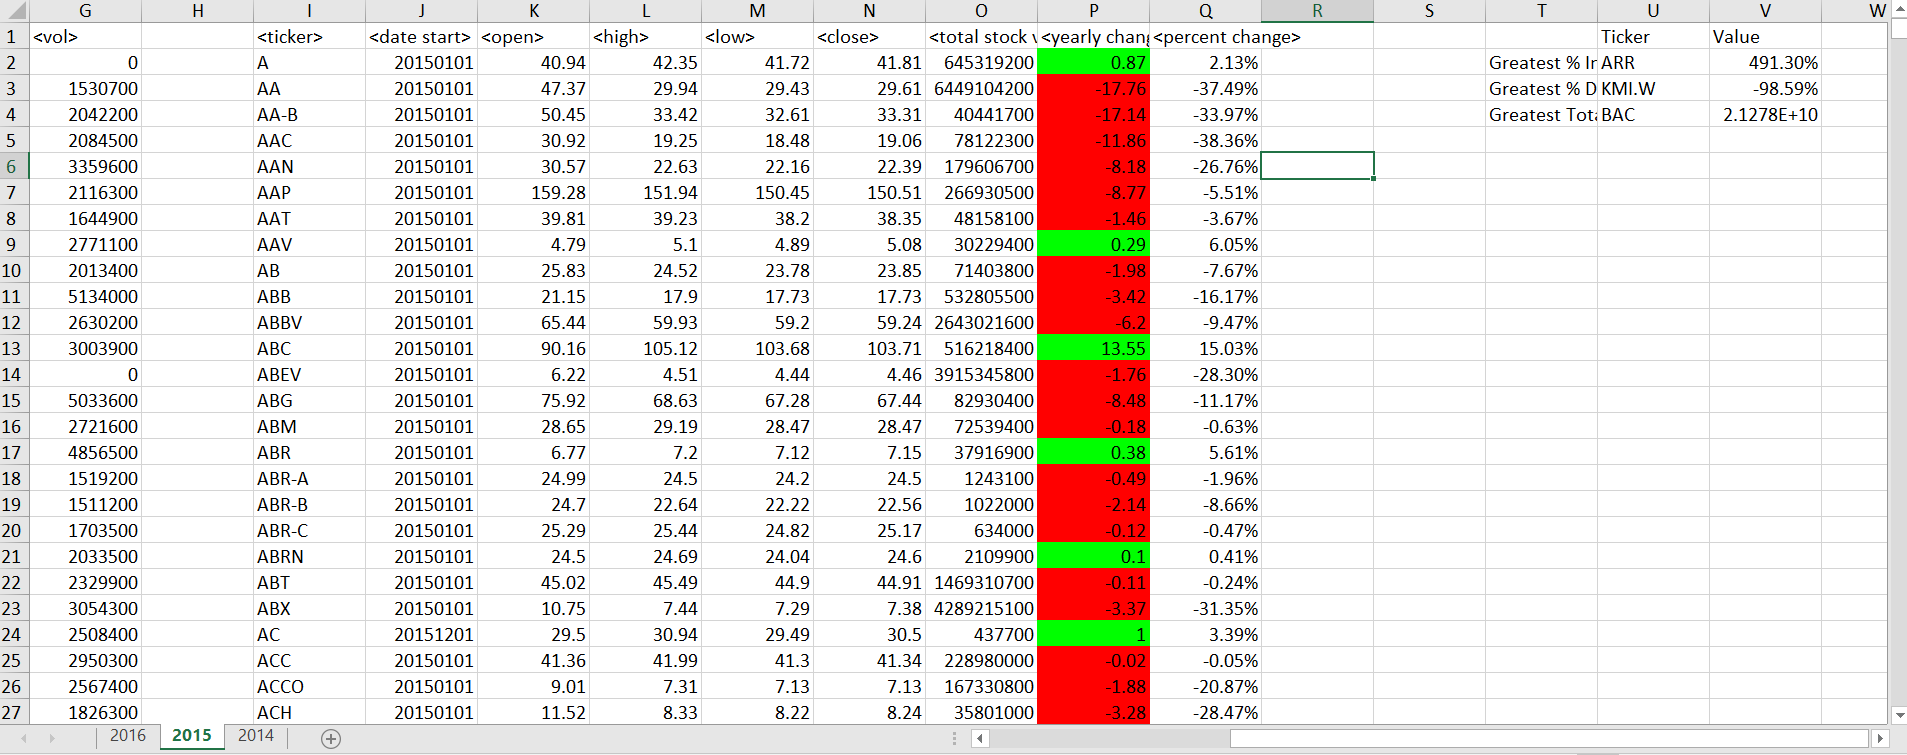 G H I J K L M N O P Q R S T U V W
1 <vol> <ticker> <date start> <open> <high> <low> <close> <total stock v <yearly chang <percent change> Ticker Value
2 0 A 20150101 40.94 42.35 41.72 41.81 645319200 0.87 2.13% Greatest % In ARR 491.30%
3 1530700 AA 20150101 47.37 29.94 29.43 29.61 6449104200 -17.76 -37.49% Greatest % D KMI.W -98.59%
4 2042200 AA-B 20150101 50.45 33.42 32.61 33.31 40441700 -17.14 -33.97% Greatest Tota BAC 2.1278E+10
5 2084500 AAC 20150101 30.92 19.25 18.48 19.06 78122300 -11.86 -38.36%
6 3359600 AAN 20150101 30.57 22.63 22.16 22.39 179606700 -8.18 -26.76%
7 2116300 AAP 20150101 159.28 151.94 150.45 150.51 266930500 -8.77 -5.51%
8 1644900 AAT 20150101 39.81 39.23 38.2 38.35 48158100 -1.46 -3.67%
9 2771100 AAV 20150101 4.79 5.1 4.89 5.08 30229400 0.29 6.05%
10 2013400 AB 20150101 25.83 24.52 23.78 23.85 71403800 -1.98 -7.67%
11 5134000 ABB 20150101 21.15 17.9 17.73 17.73 532805500 -3.42 -16.17%
12 2630200 ABBV 20150101 65.44 59.93 59.2 59.24 2643021600 -6.2 -9.47%
13 3003900 ABC 20150101 90.16 105.12 103.68 103.71 516218400 13.55 15.03%
14 0 ABEV 20150101 6.22 4.51 4.44 4.46 3915345800 -1.76 -28.30%
15 5033600 ABG 20150101 75.92 68.63 67.28 67.44 82930400 -8.48 -11.17%
16 2721600 ABM 20150101 28.65 29.19 28.47 28.47 72539400 -0.18 -0.63%
17 4856500 ABR 20150101 6.77 7.2 7.12 7.15 37916900 0.38 5.61%
18 1519200 ABR-A 20150101 24.99 24.5 24.2 24.5 1243100 -0.49 -1.96%
19 1511200 ABR-B 20150101 24.7 22.64 22.22 22.56 1022000 -2.14 -8.66%
20 1703500 ABR-C 20150101 25.29 25.44 24.82 25.17 634000 -0.12 -0.47%
21 2033500 ABRN 20150101 24.5 24.69 24.04 24.6 2109900 0.1 0.41%
22 2329900 ABT 20150101 45.02 45.49 44.9 44.91 1469310700 -0.11 -0.24%
23 3054300 ABX 20150101 10.75 7.44 7.29 7.38 4289215100 -3.37 -31.35%
24 2508400 AC 20151201 29.5 30.94 29.49 30.5 437700 1 3.39%
25 2950300 ACC 20150101 41.36 41.99 41.3 41.34 228980000 -0.02 -0.05%
26 2567400 ACCO 20150101 9.01 7.31 7.13 7.13 167330800 -1.88 -20.87%
27 1826300 ACH 20150101 11.52 8.33 8.22 8.24 35801000 -3.28 -28.47%
2016 2015 2014